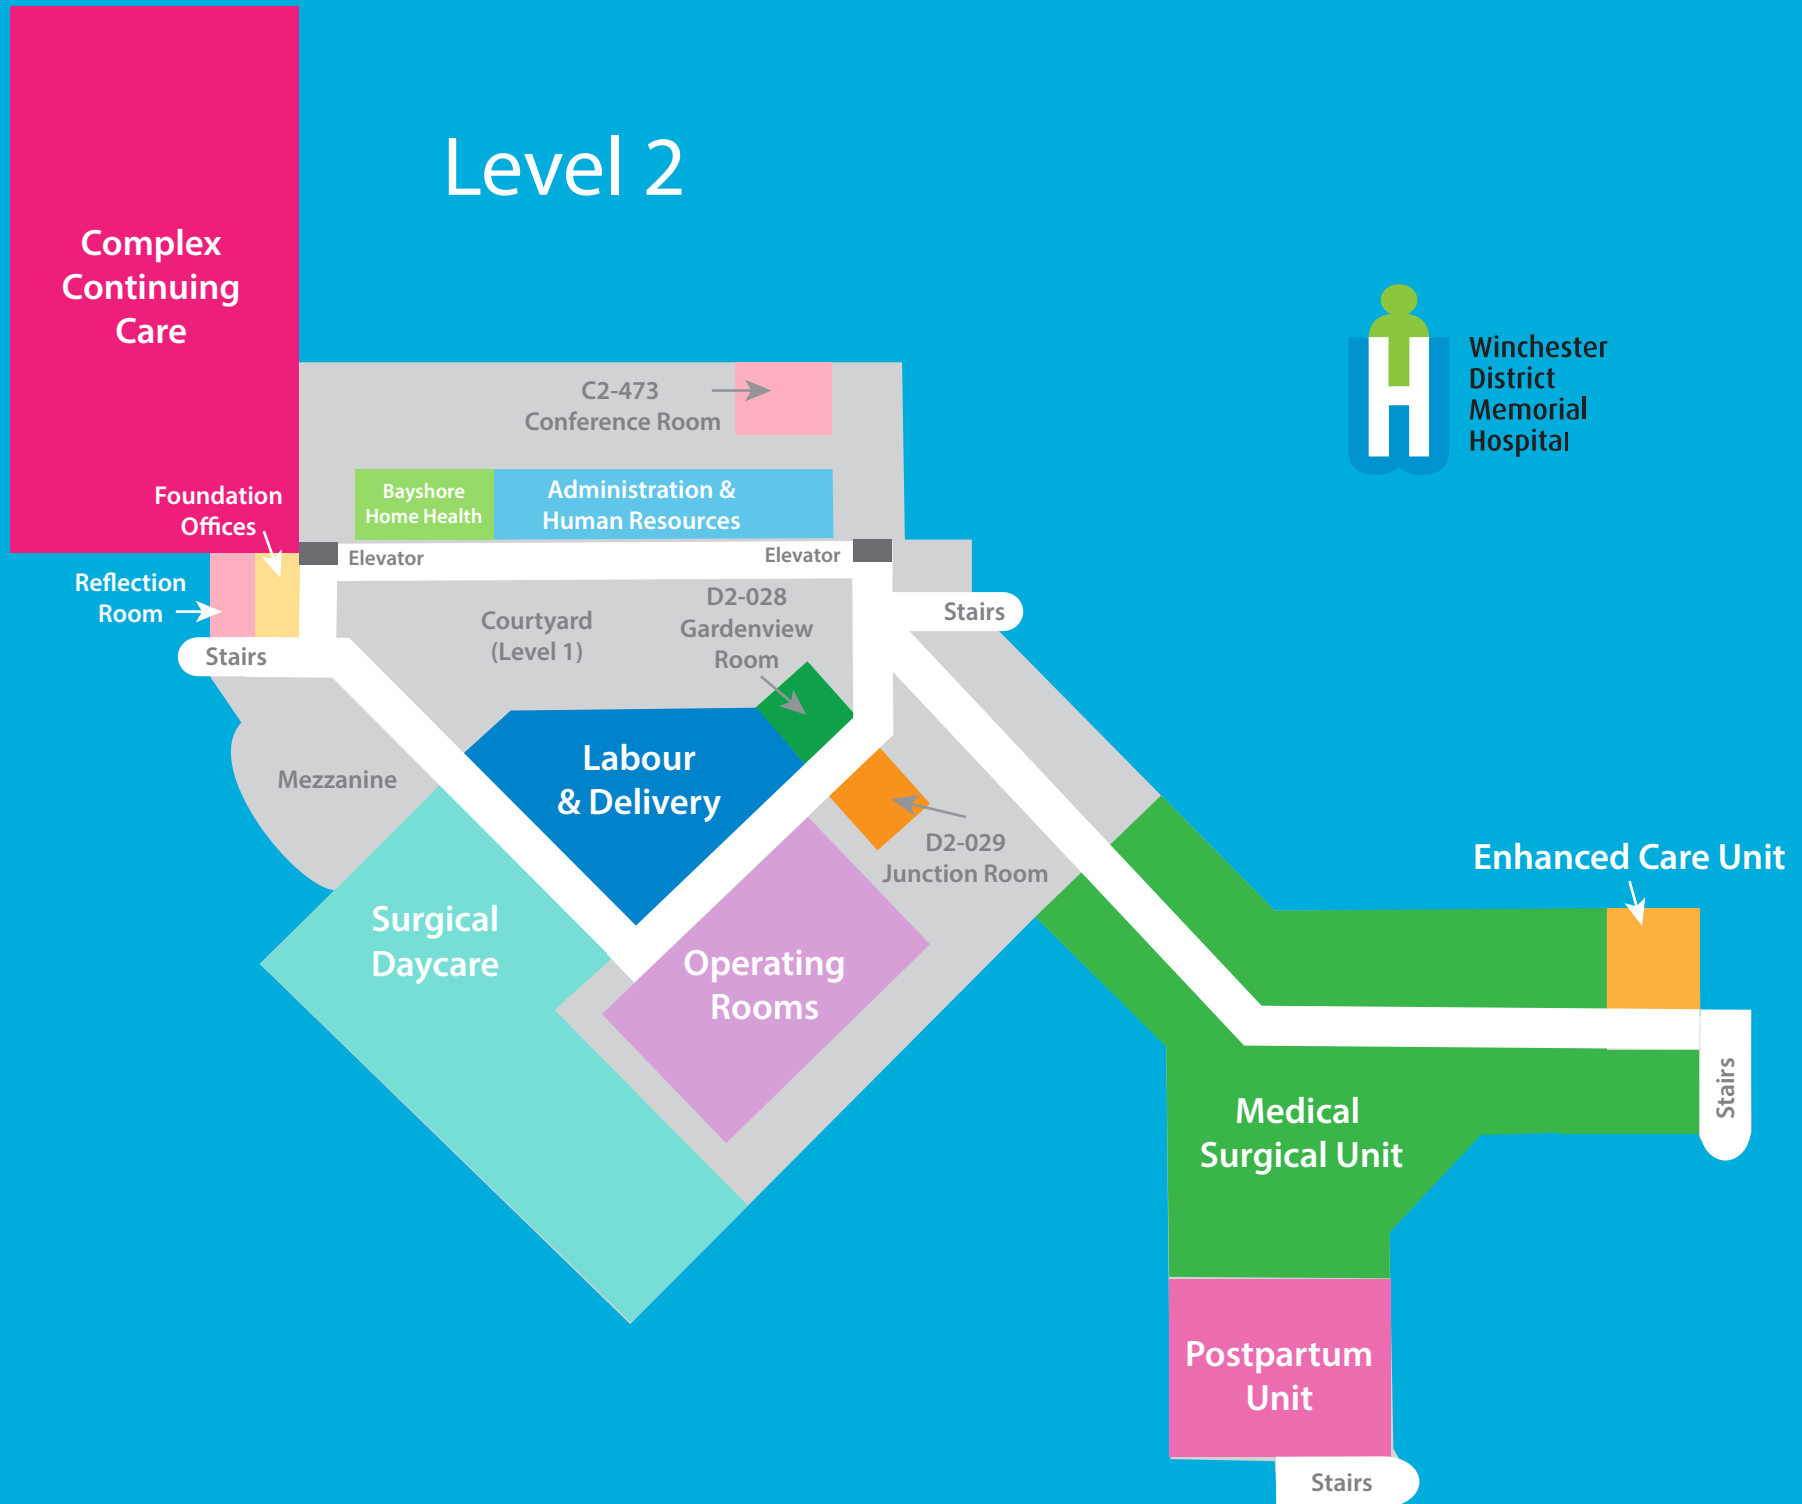 Level 2
Complex
Continuing
Care
Winchester
District
Memorial
Hospital
C2-473
Conference Room
Foundation
Offices
Bayshore
Home Health
Administration &
Human Resources
Elevator
Elevator
Reflection
Room
D2-028
Gardenview
Room
Courtyard
(Level 1)
Stairs
Stairs
Mezzanine
Labour
& Delivery
D2-029
Junction Room
Enhanced Care Unit
Surgical
Daycare
Operating
Rooms
Stairs
Medical
Surgical Unit
Postpartum
Unit
Stairs